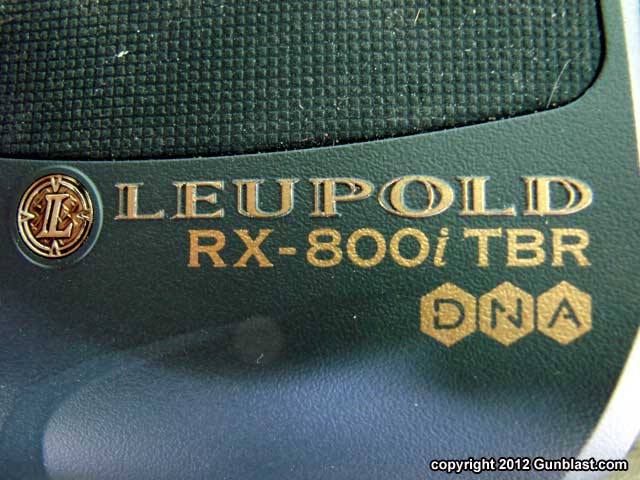 L
LEUPOLD
RX-800i TBR
DNA
copyright 2012 Gunblast.com